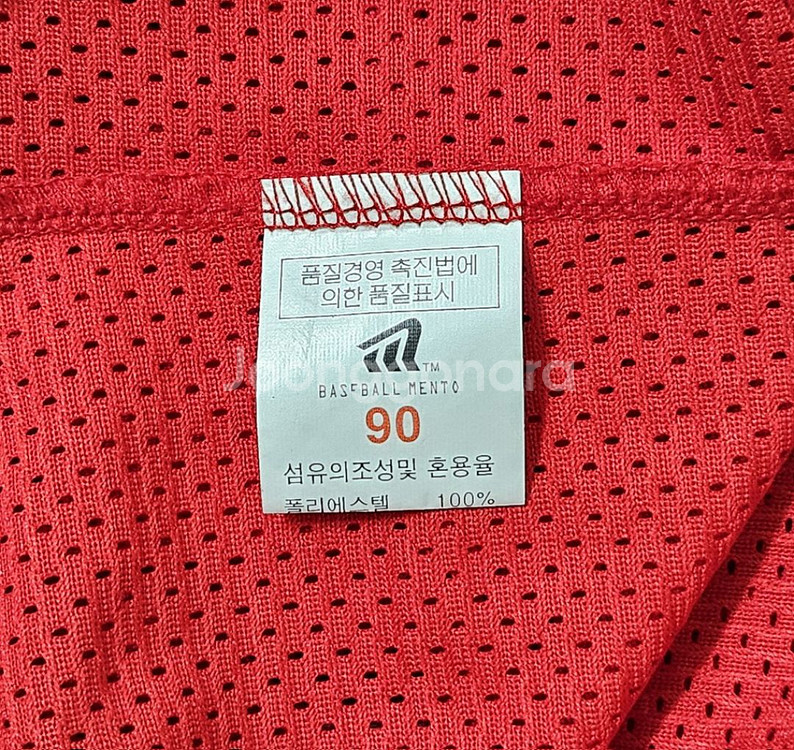 품질경영 촉진법에
의한 품질표시
TM
BASEBALL MENTO
90
섬유의조성및 혼용율
폴리에스텔 100%
Joonggonara